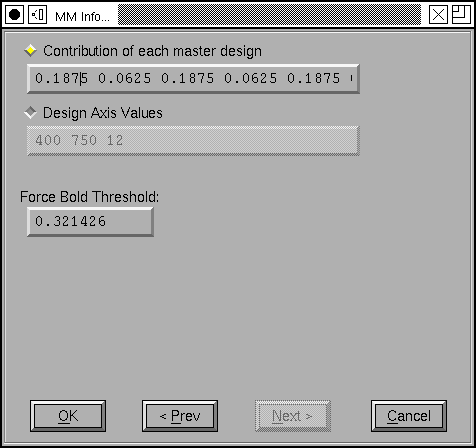 MM Info...
Contribution of each master design
0.1875 0.0625 0.1875 0.0625 0.1875
Design Axis Values
400 750 12
Force Bold Threshold:
0.321426
OK
< Prev
Next >
Cancel